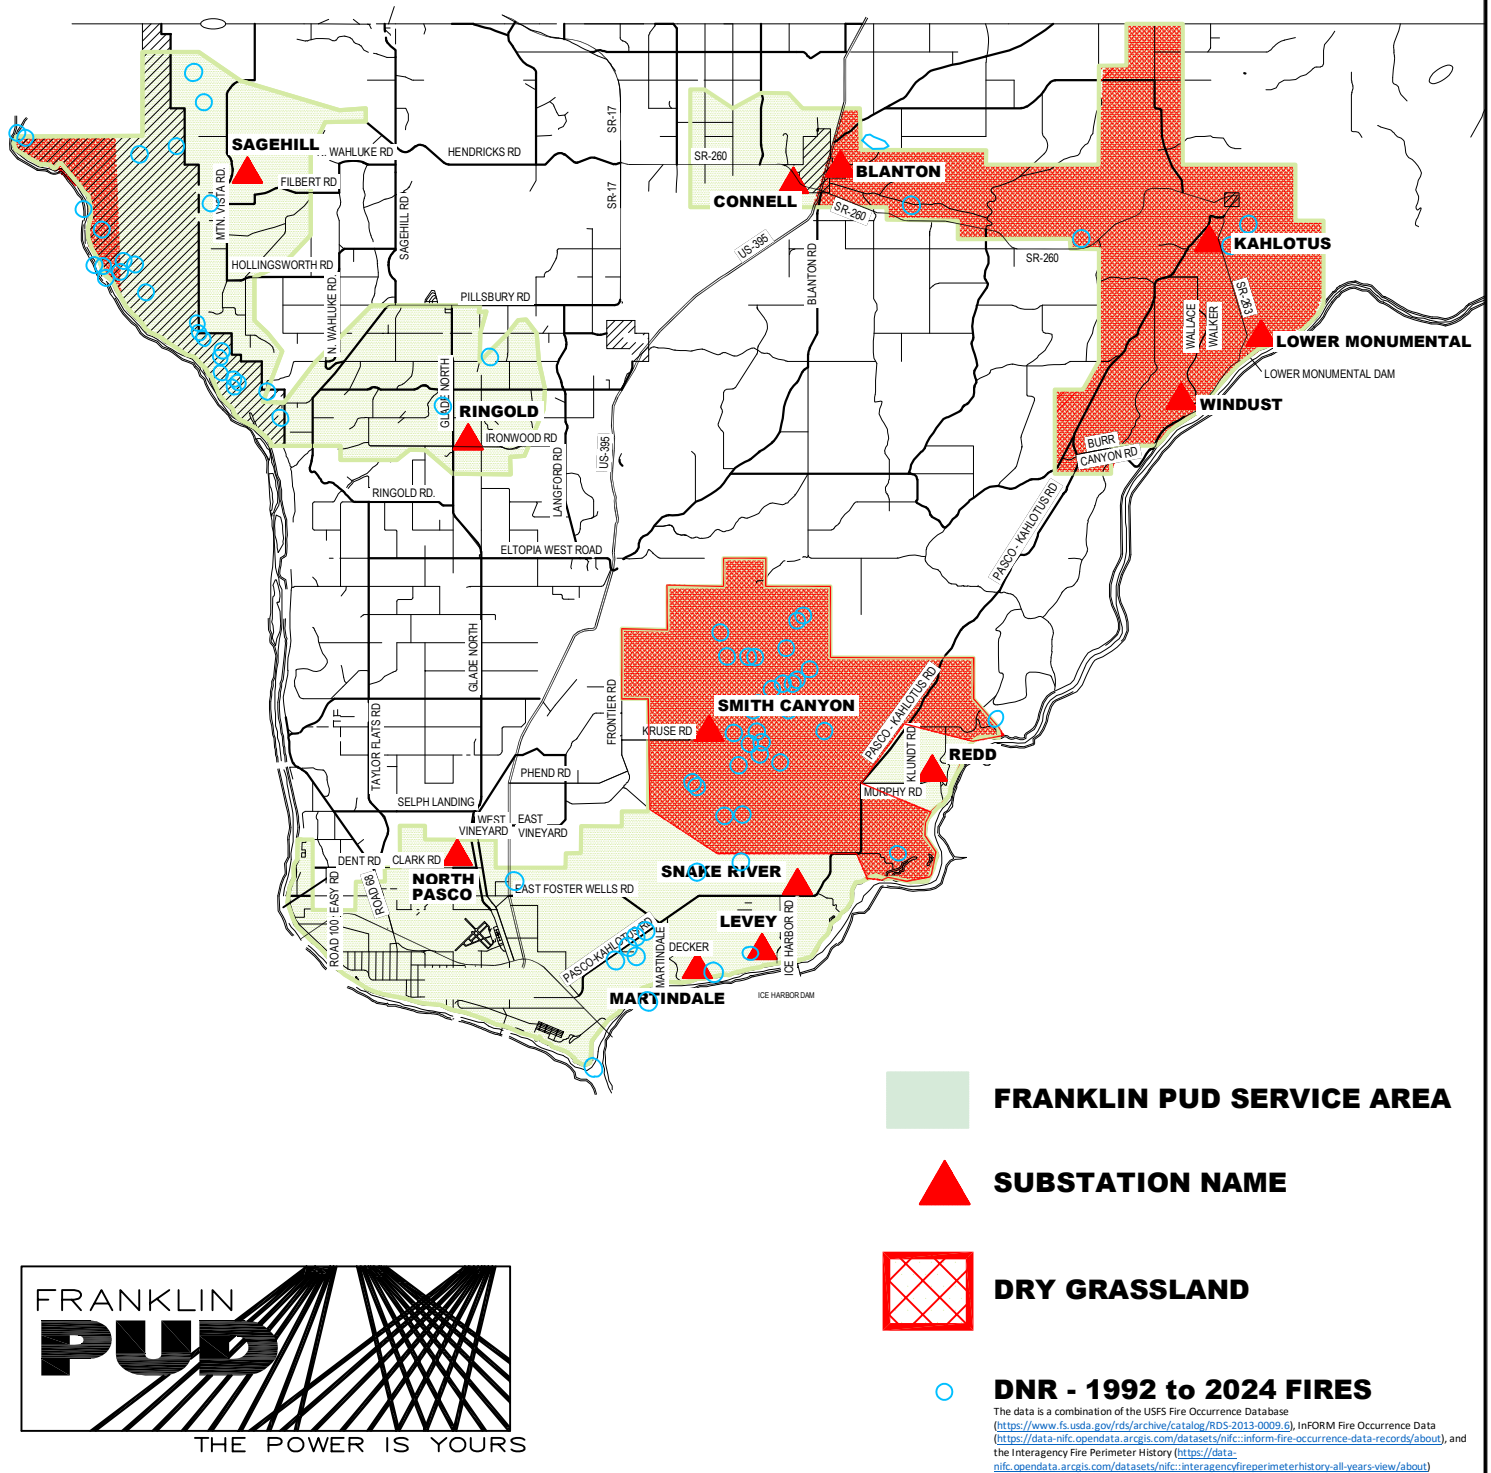 SAGEHILL
. WAHLUKE RD
HENDRICKS RD
FILBERT RD
MTN. VISTA RD.
SAGEHILL RD
SR-17
SR-17
SR-260
BLANTON
CONNELL
SR-260
US-395
BLANTON RD
SR-260
KAHLOTUS
SR-263
WALLACE
WALKER
LOWER MONUMENTAL
LOWER MONUMENTAL DAM
WINDUST
BURR
CANYON RD
HOLLINGSWORTH RD
N. WAHLUKE RD.
PILLSBURY RD
GLADE NORTH
RINGOLD
IRONWOOD RD
LANGFORD RD
US-395
RINGOLD RD.
ELTOPIA WEST ROAD
PASCO - KAHLOTUS RD
GLADE NORTH
TAYLOR FLATS RD
FRONTIER RD
SMITH CANYON
KRUSE RD
PASCO - KAHLOTUS RD
KLUNDT RD
REDD
MURPHY RD
PHEND RD
SELPH LANDING
WEST
VINEYARD
EAST
VINEYARD
DENT RD
CLARK RD
NORTH
PASCO
ROAD 68
ROAD 100
EASY RD
SNAKE RIVER
EAST FOSTER WELLS RD
LEVEY
PASCO-KAHLOTUS RD
MARTINDALE
DECKER
ICE HARBOR RD
MARTINDALE
ICE HARBOR DAM
FRANKLIN PUD SERVICE AREA
SUBSTATION NAME
DRY GRASSLAND
DNR - 1992 to 2024 FIRES
The data is a combination of the USFS Fire Occurrence Database
(https://www.fs.usda.gov/rds/archive/catalog/RDS-2013-0009.6), InFORM Fire Occurrence Data
(https://data-nifc.opendata.arcgis.com/datasets/nifc::inform-fire-occurrence-data-records/about), and
the Interagency Fire Perimeter History (https://data-
nifc.opendata.arcgis.com/datasets/nifc::interagencyfireperimeterhistory-all-years-view/about)
FRANKLIN
PUD
THE POWER IS YOURS